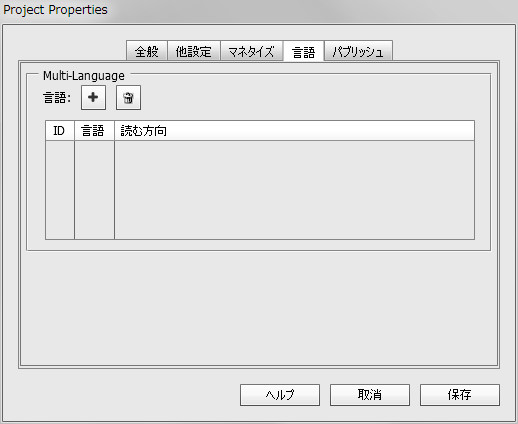 Project Properties
全般 他設定 マネタイズ 言語 パブリッシュ
Multi-Language
言語:
ID 言語 読む方向
ヘルプ 取消 保存